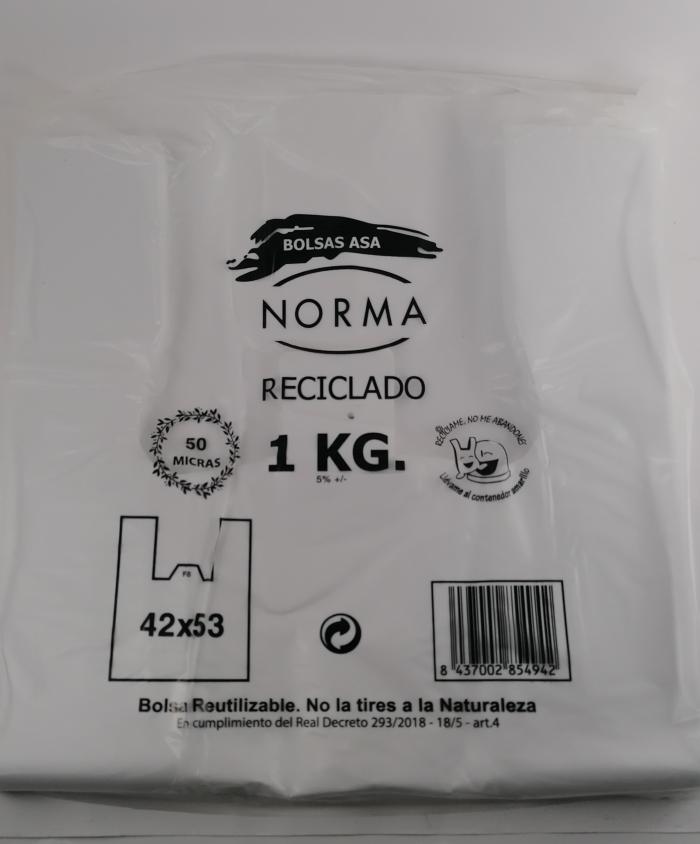 BOLSAS ASA
NORMA
RECICLADO
50
MICRAS
1 KG.
5% +/-
RECICLAME, NO ME ABANDONE!
Llévame al contenedor amarillo
F8
42x53
8 437002 854942
Bolsa Reutilizable. No la tires a la Naturaleza
En cumplimiento del Real Decreto 293/2018 - 18/5 - art.4